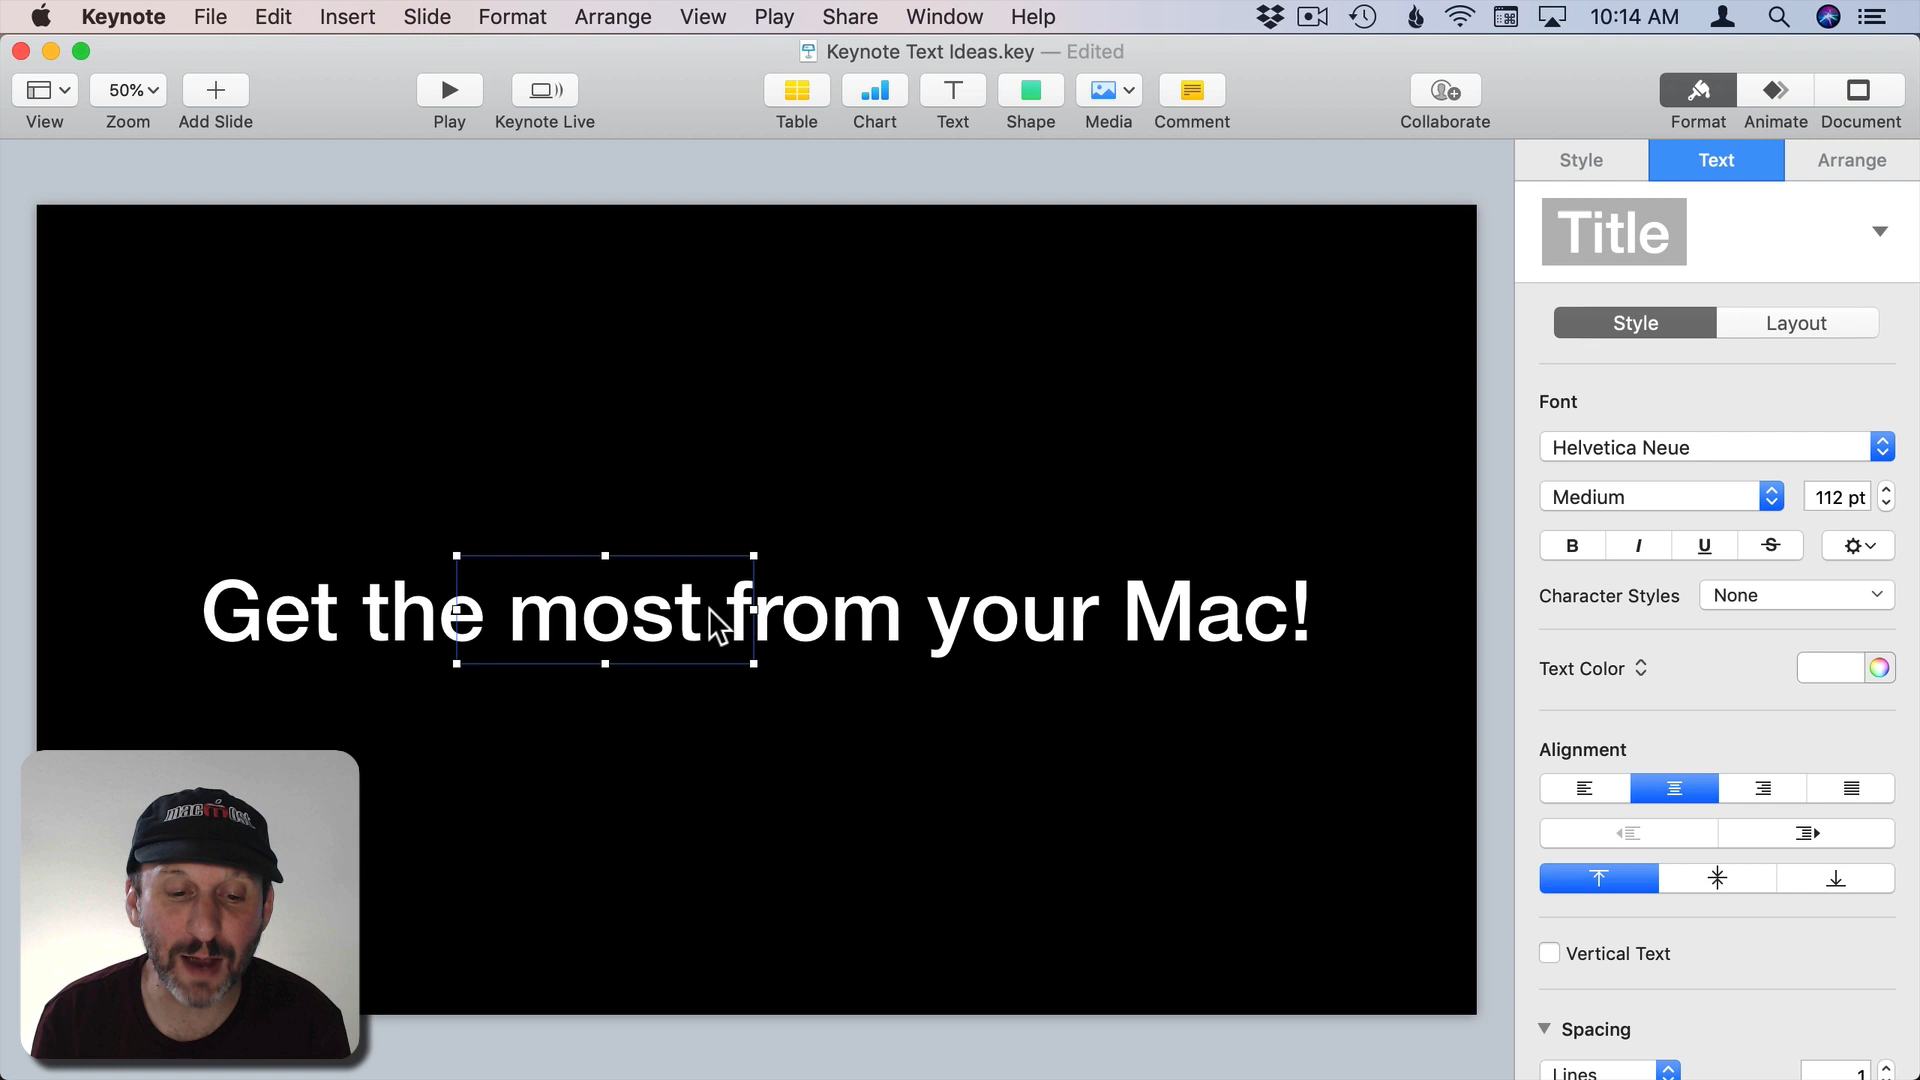 Keynote File Edit Insert Slide Format Arrange View Play Share Window Help 10:14 AM
Keynote Text Ideas.key — Edited
50%
View Zoom Add Slide Play Keynote Live Table Chart Text Shape Media Comment Collaborate Format Animate Document
Style Text Arrange
Title
Style Layout
Font
Helvetica Neue
Medium 112 pt
B I U S
Character Styles None
Get the most from your Mac!
Text Color
Alignment
macmost
Vertical Text
Spacing
Lines 1